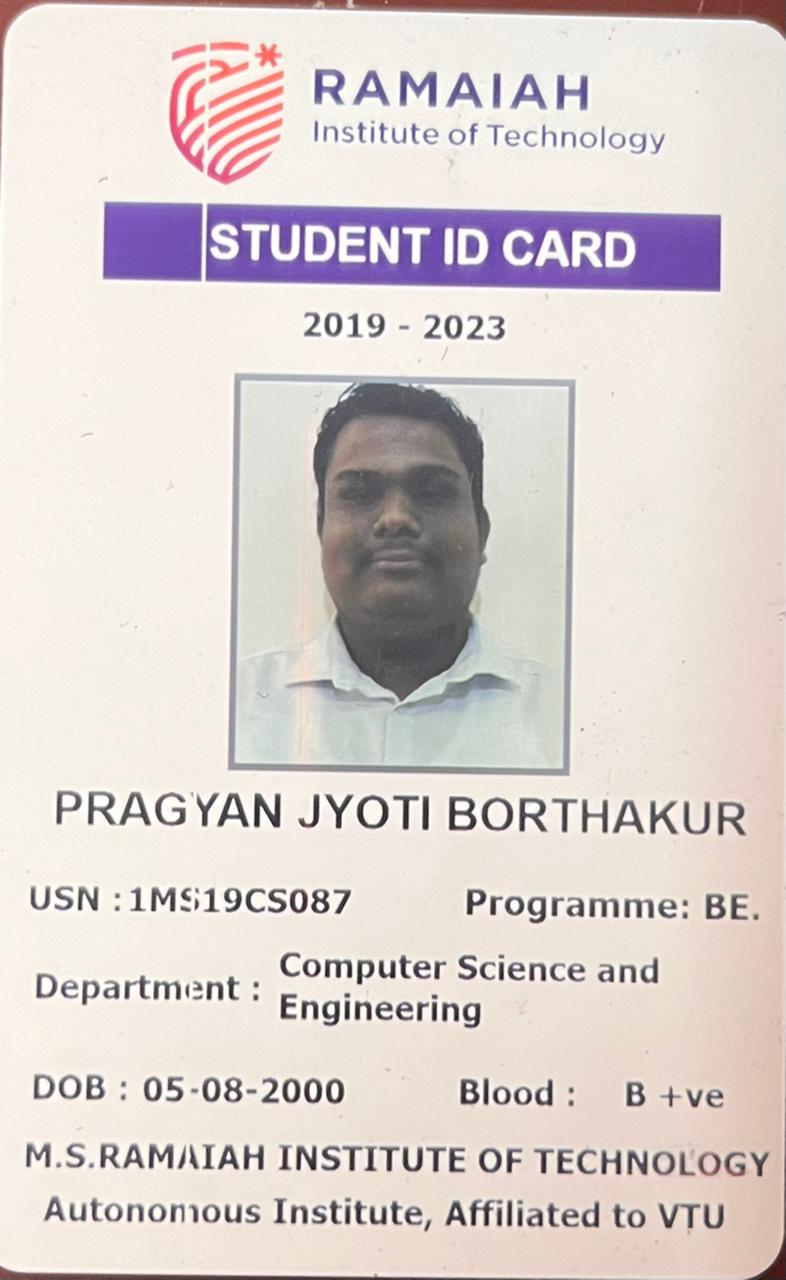 RAMAIAH
Institute of Technology
STUDENT ID CARD
2019 - 2023
PRAGYAN JYOTI BORTHAKUR
USN : 1MS19CS087 Programme: BE.
Department : Computer Science and
Engineering
DOB : 05-08-2000 Blood : B +ve
M.S.RAMAIAH INSTITUTE OF TECHNOLOGY
Autonomous Institute, Affiliated to VTU